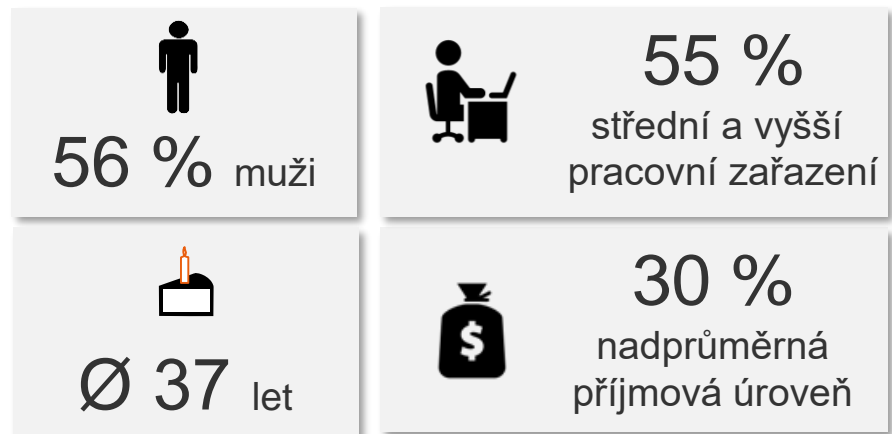 56 % muži
55 %
střední a vyšší
pracovní zařazení
Ø 37 let
$
30 %
nadprůměrná
příjmová úroveň